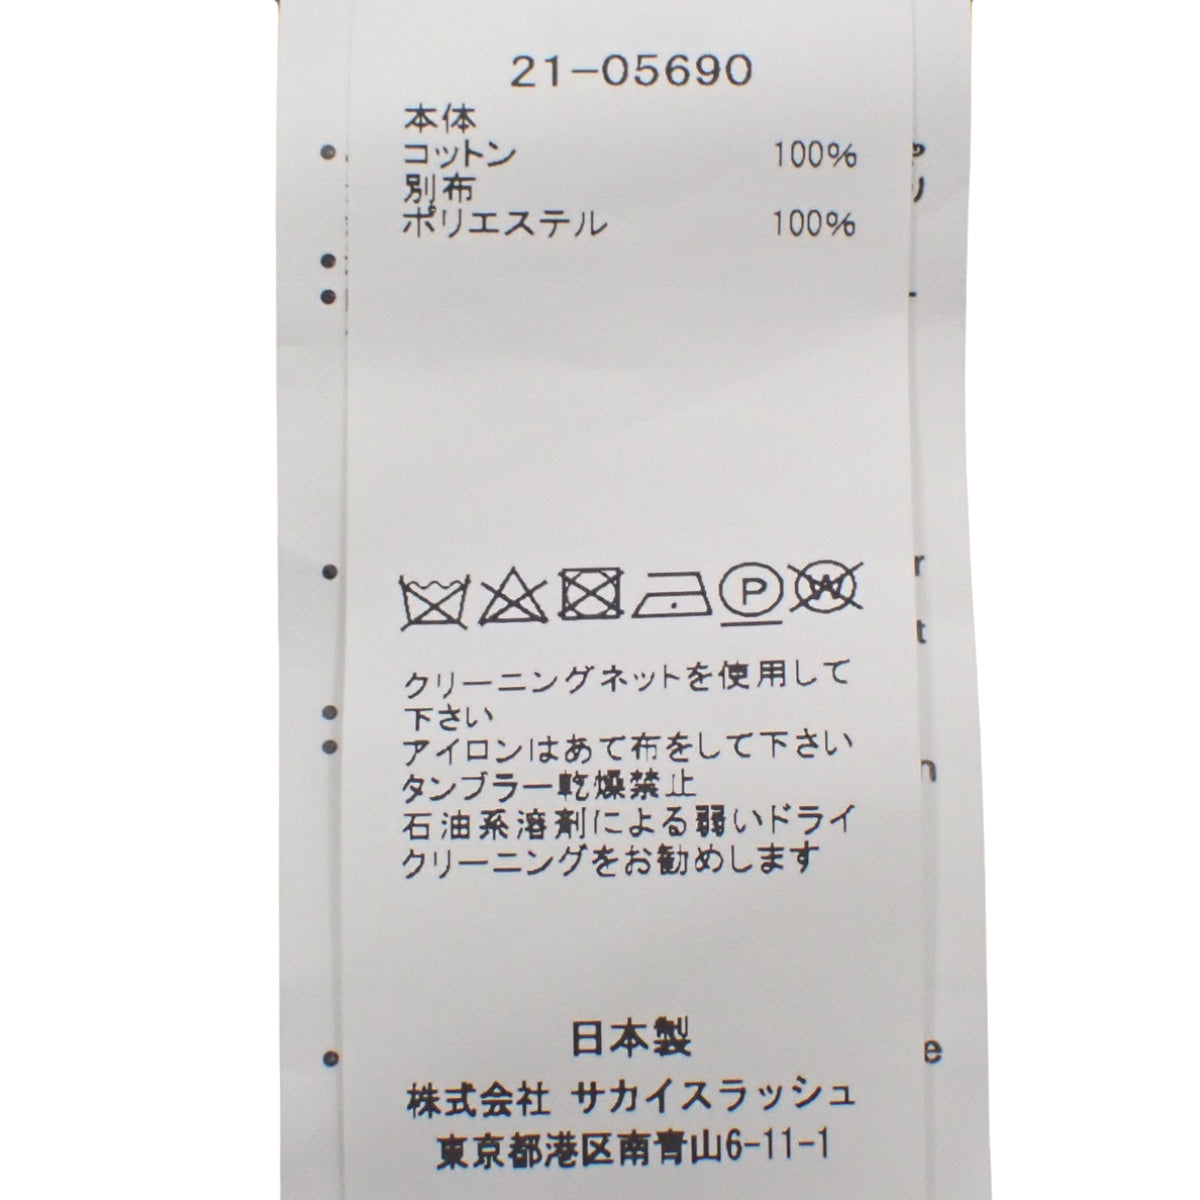 21-05690
本体
コットン 100%
別布
ポリエステル 100%
P W
クリーニングネットを使用して
下さい
アイロンはあて布をして下さい
タンブラー乾燥禁止
石油系溶剤による弱いドライ
クリーニングをお勧めします
日本製
株式会社 サカイスラッシュ
東京都港区南青山6-11-1